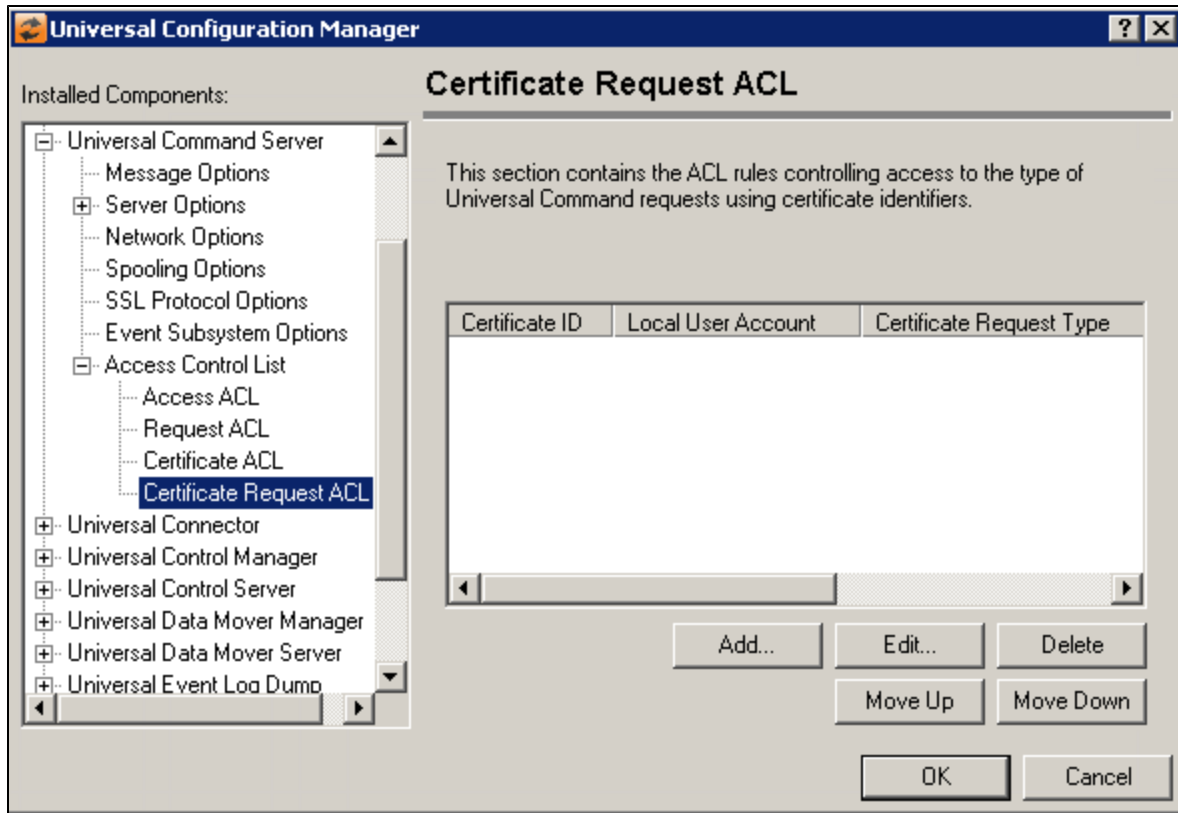 Universal Configuration Manager
Installed Components:
Universal Command Server
Message Options
Server Options
Network Options
Spooling Options
SSL Protocol Options
Event Subsystem Options
Access Control List
Access ACL
Request ACL
Certificate ACL
Certificate Request ACL
Universal Connector
Universal Control Manager
Universal Control Server
Universal Data Mover Manager
Universal Data Mover Server
Universal Event Log Dump
Certificate Request ACL
This section contains the ACL rules controlling access to the type of
Universal Command requests using certificate identifiers.
Certificate ID Local User Account Certificate Request Type
Add... Edit... Delete
Move Up Move Down
OK Cancel